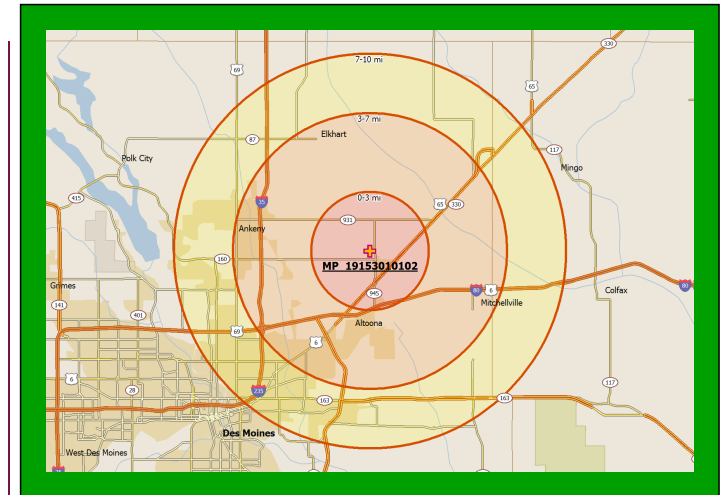 330
7-10 mi
69
65
3-7 mi
Elkhart
87
117
Polk City
Mingo
0-3 mi
415
35
65 330
931
Ankeny
160
MP_19153010102
Grimes
80
6
80
945
Colfax
141
Mitchellville
401
Altoona
69
6
6
28
235
117
163
163
Des Moines
West Des Moines